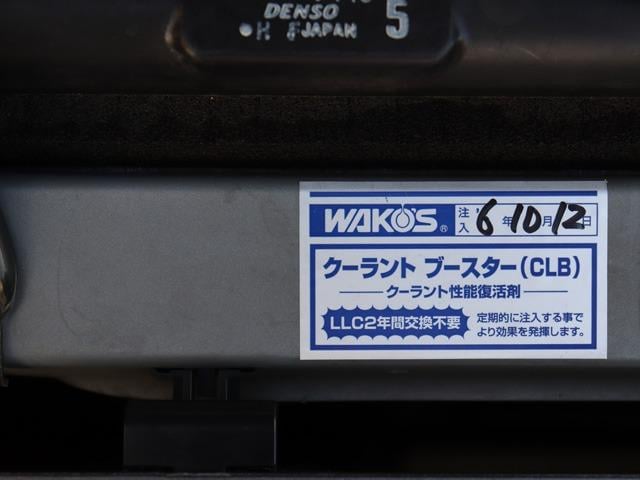 DENSO
JAPAN 5
WAKO'S® 注入 '6年10月12日
クーラント ブースター(CLB)
クーラント性能復活剤
LLC2年間交換不要
定期的に注入する事で
より効果を発揮します。